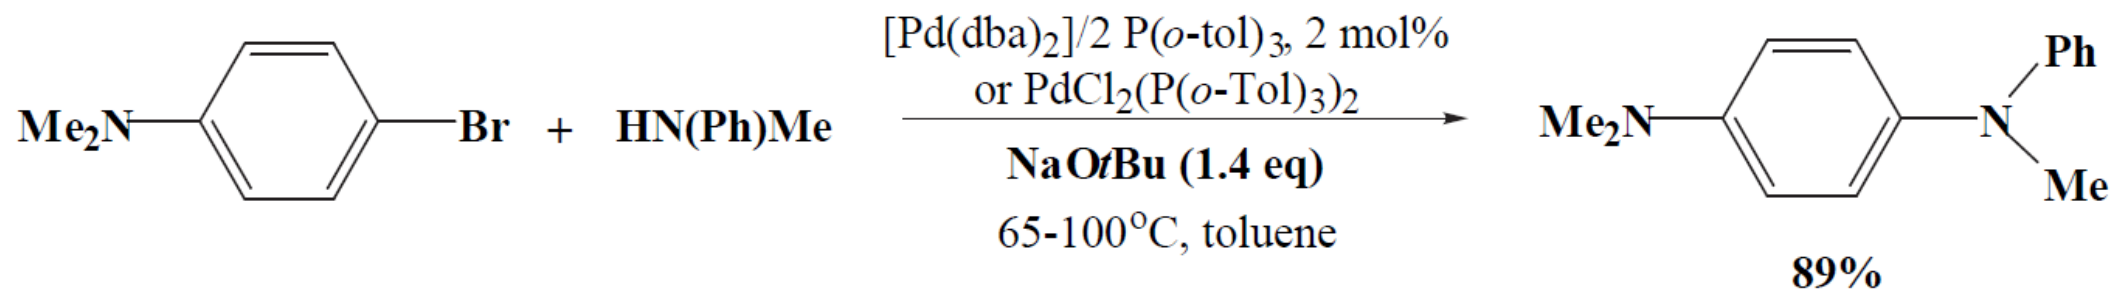 [Pd(dba)₂]/2 P(o-tol)₃, 2 mol%
or PdCl₂(P(o-Tol)₃)₂
Me₂N Br + HN(Ph)Me
NaOtBu (1.4 eq)
65-100°C, toluene
Me₂N N Ph Me
89%